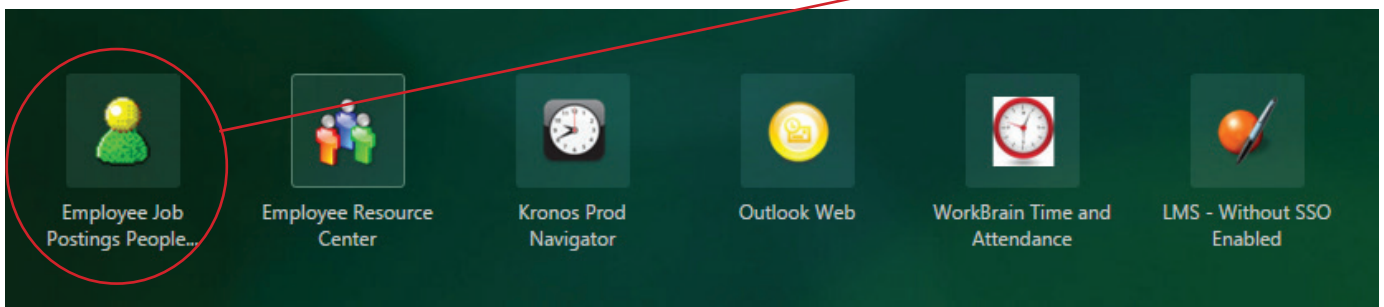 Employee Job
Postings People...
Employee Resource
Center
Kronos Prod
Navigator
Outlook Web
WorkBrain Time and
Attendance
LMS - Without SSO
Enabled